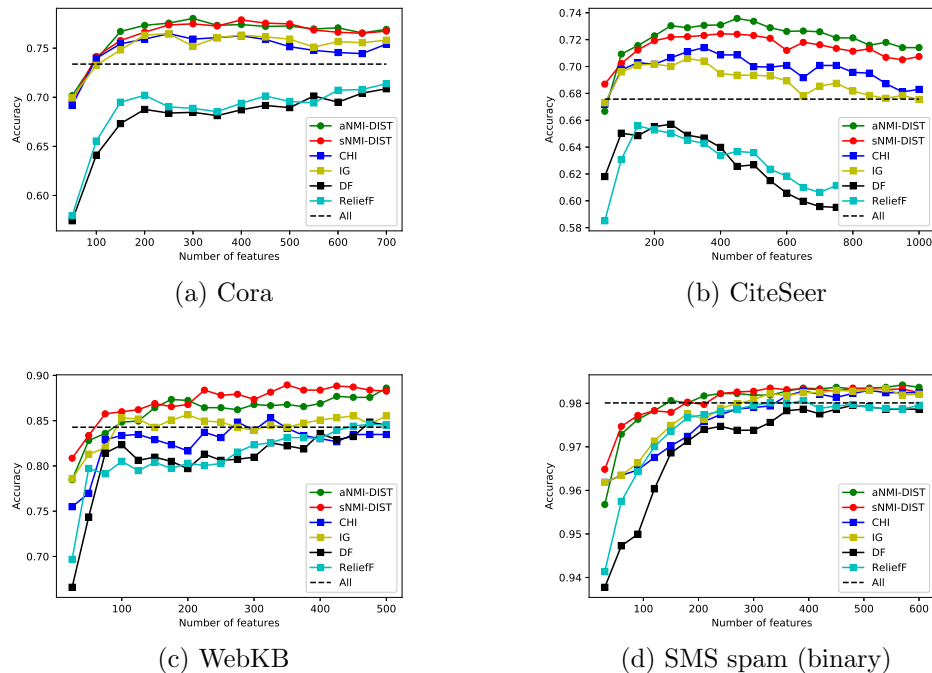 0.75
0.70
0.65
0.60
Accuracy
100 200 300 400 500 600 700
Number of features
aNMI-DIST
sNMI-DIST
CHI
IG
DF
ReliefF
All
(a) Cora
0.74
0.72
0.70
0.68
0.66
0.64
0.62
0.60
0.58
Accuracy
200 400 600 800 1000
Number of features
aNMI-DIST
sNMI-DIST
CHI
IG
DF
ReliefF
All
(b) CiteSeer
0.90
0.85
0.80
0.75
0.70
Accuracy
100 200 300 400 500
Number of features
aNMI-DIST
sNMI-DIST
CHI
IG
DF
ReliefF
All
(c) WebKB
0.98
0.97
0.96
0.95
0.94
Accuracy
100 200 300 400 500 600
Number of features
aNMI-DIST
sNMI-DIST
CHI
IG
DF
ReliefF
All
(d) SMS spam (binary)